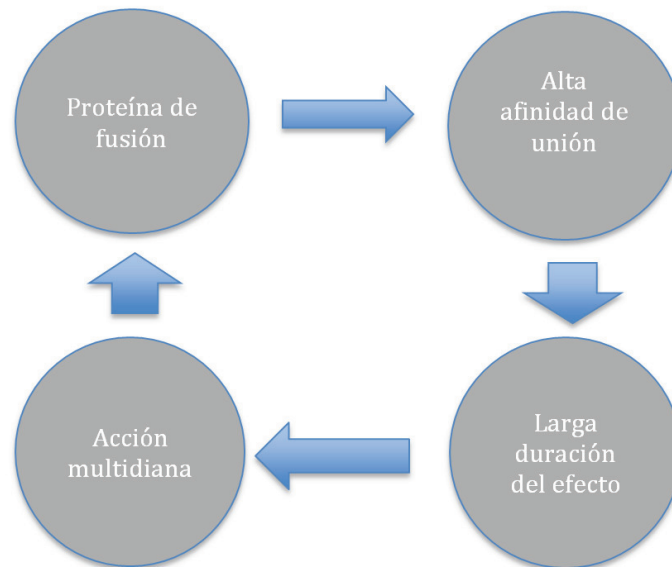 Proteína de
fusión
Alta
afinidad de
unión
Acción
multidiana
Larga
duración
del efecto